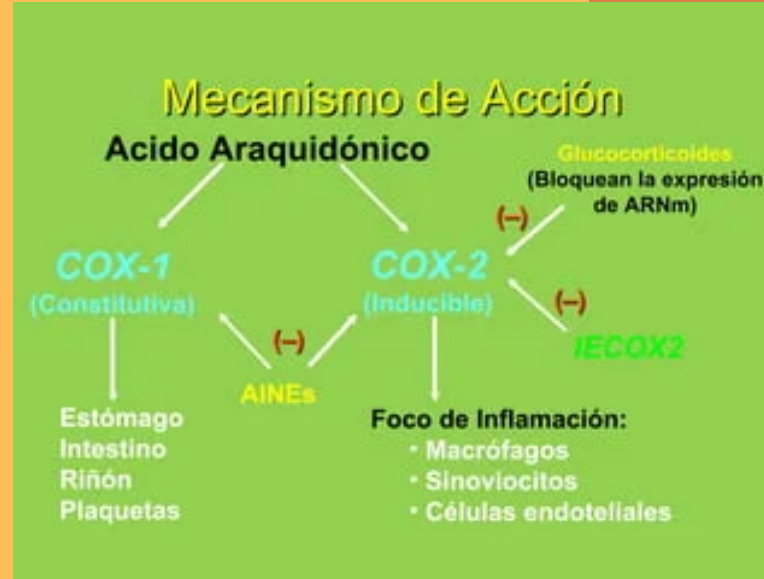 Mecanismo de Acción
Acido Araquidónico
Glucocorticoides
(Bloquean la expresión
de ARNm)
(–)
COX-1
(Constitutiva)
COX-2
(Inducible)
(–)
IECOX2
(–)
AINEs
Estómago
Intestino
Riñón
Plaquetas
Foco de Inflamación:
• Macrófagos
• Sinoviocitos
• Células endoteliales